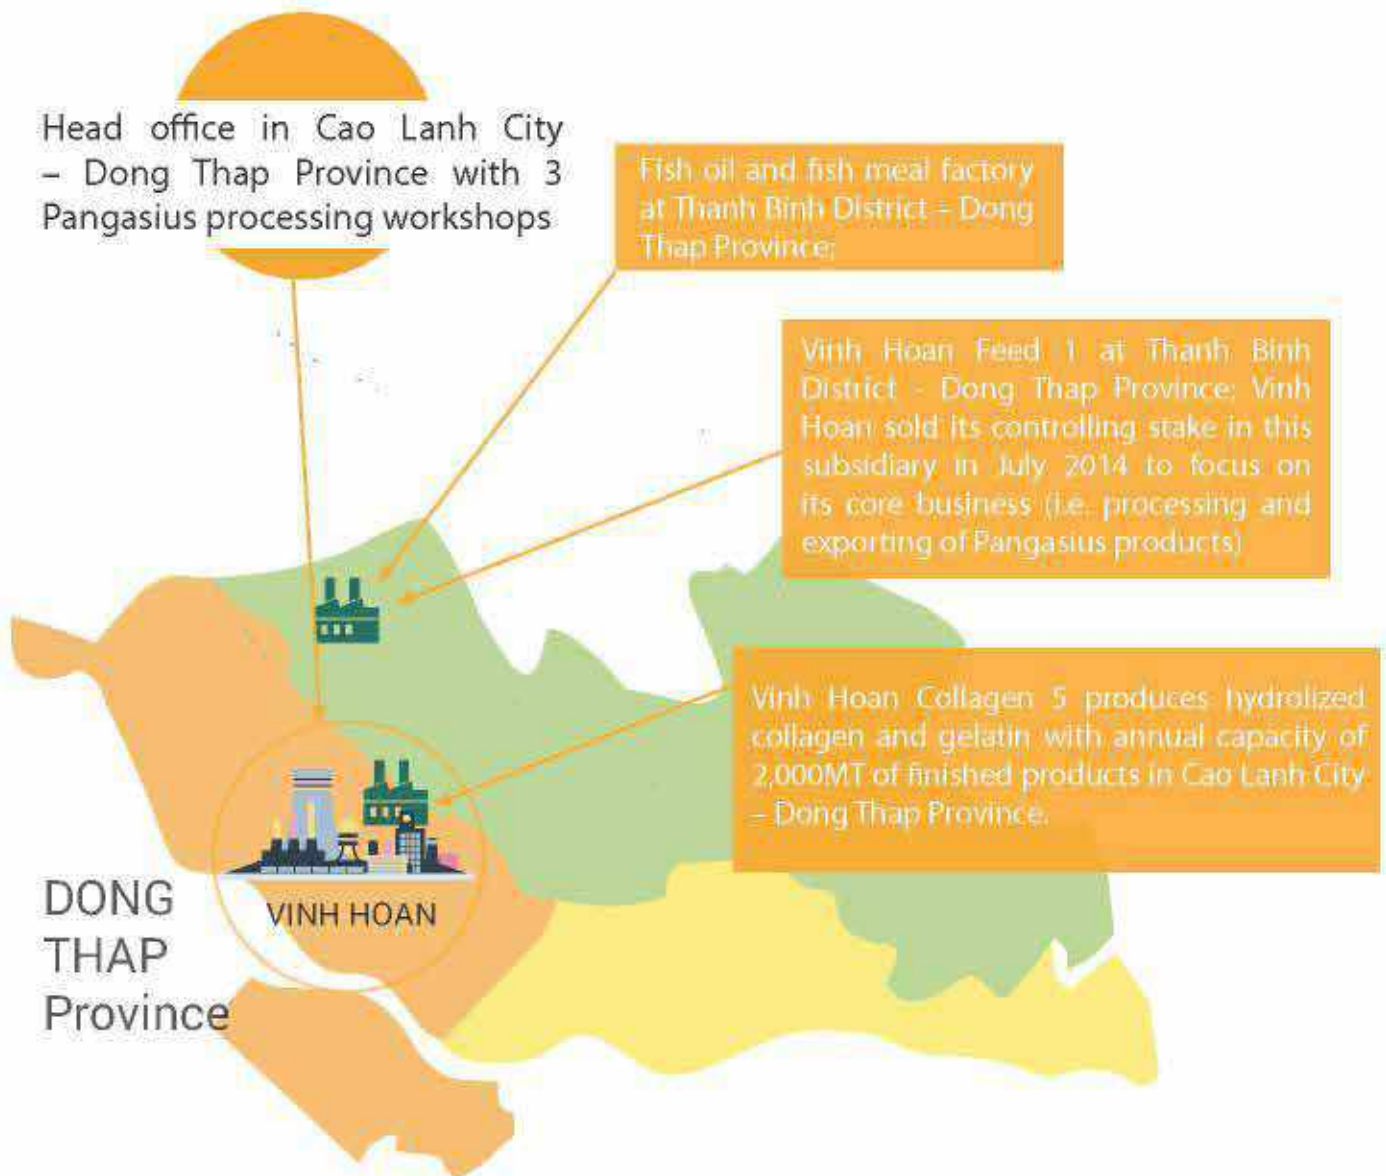 Head office in Cao Lanh City
– Dong Thap Province with 3
Pangasius processing workshops
Fish oil and fish meal factory
at Thanh Binh District – Dong
Thap Province;
Vinh Hoan Feed 1 at Thanh Binh
District - Dong Thap Province; Vinh
Hoan sold its controlling stake in this
subsidiary in July 2014 to focus on
its core business (i.e. processing and
exporting of Pangasius products)
Vinh Hoan Collagen 5 produces hydrolized
collagen and gelatin with annual capacity of
2,000MT of finished products in Cao Lanh City
– Dong Thap Province.
VINH HOAN
DONG
THAP
Province